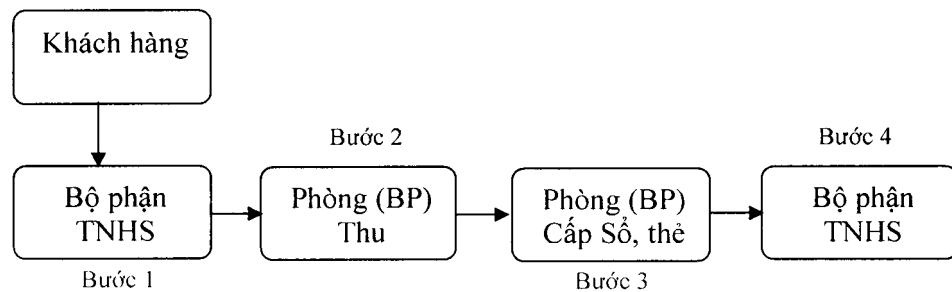 Khách hàng
Bước 2
Bước 4
Bộ phận
TNHS
Phòng (BP)
Thu
Phòng (BP)
Cấp Sổ, thẻ
Bộ phận
TNHS
Bước 1
Bước 3